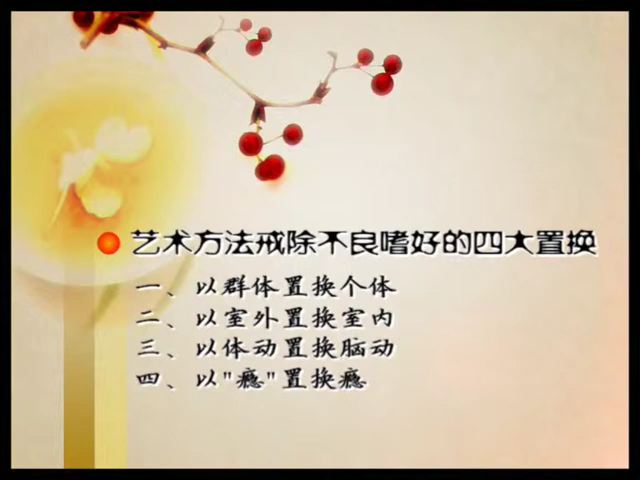 艺术方法戒除不良嗜好的四大置换
一、以群体置换个体
二、以室外置换室内
三、以体动置换脑动
四、以"瘾"置换瘾